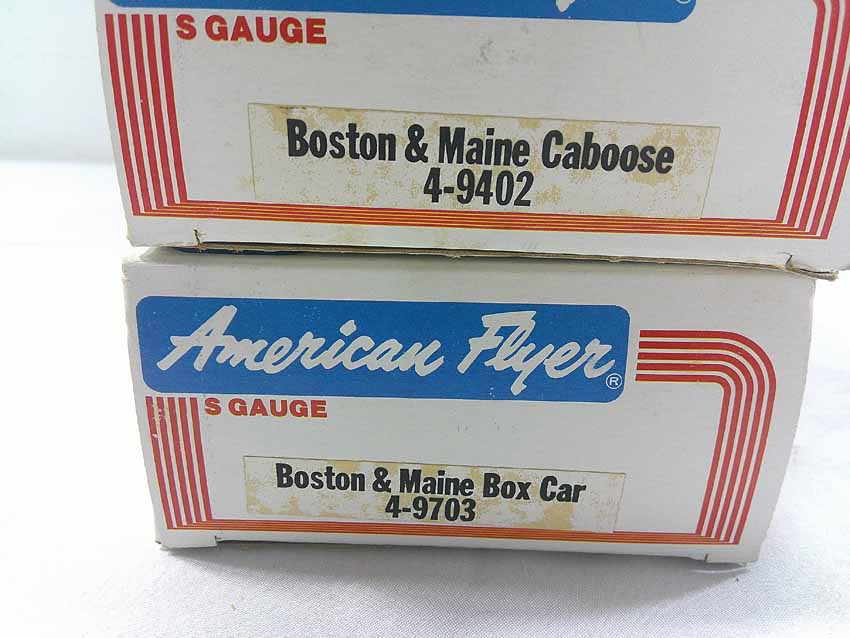 S GAUGE
Boston & Maine Caboose
4-9402
American Flyer®
S GAUGE
Boston & Maine Box Car
4-9703